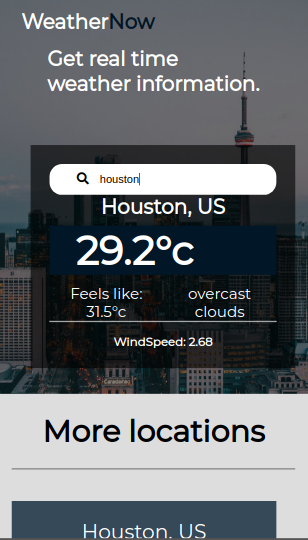 WeatherNow
Get real time
weather information.
houston
Houston, US
29.2°c
Feels like: overcast
31.5°c clouds
WindSpeed: 2.68
More locations
Houston, US